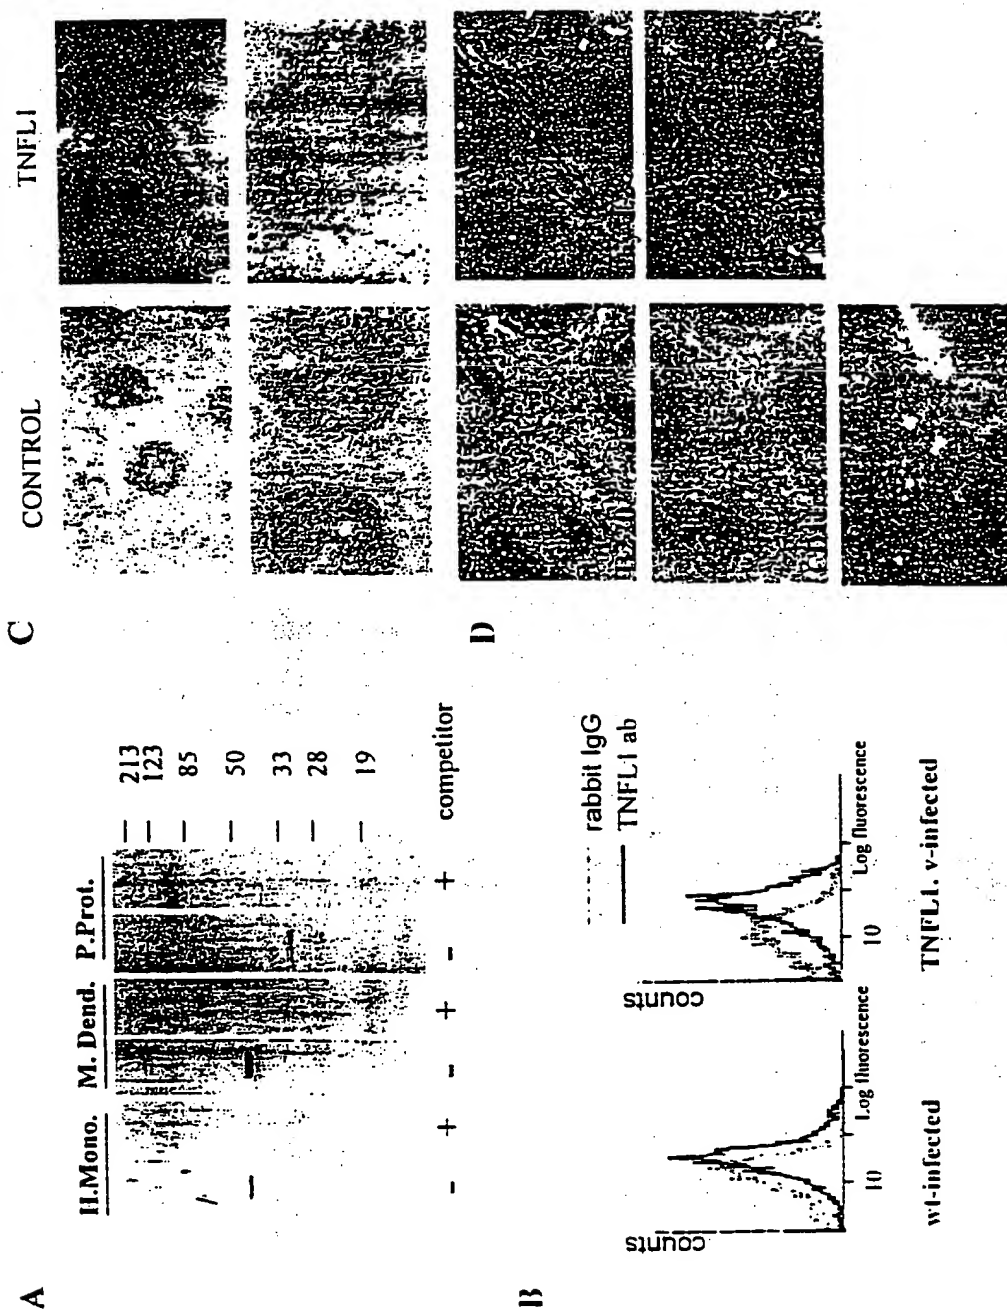 A
H.Mono. M. Dend. P.Prot.
213
123
85
50
33
28
19
- + - + - + competitor
B
rabbit IgG
TNFL1 ab
counts
10
Log fluorescence
wt-infected
counts
10
Log fluorescence
TNFL1. v-infected
C
CONTROL TNFL1
D